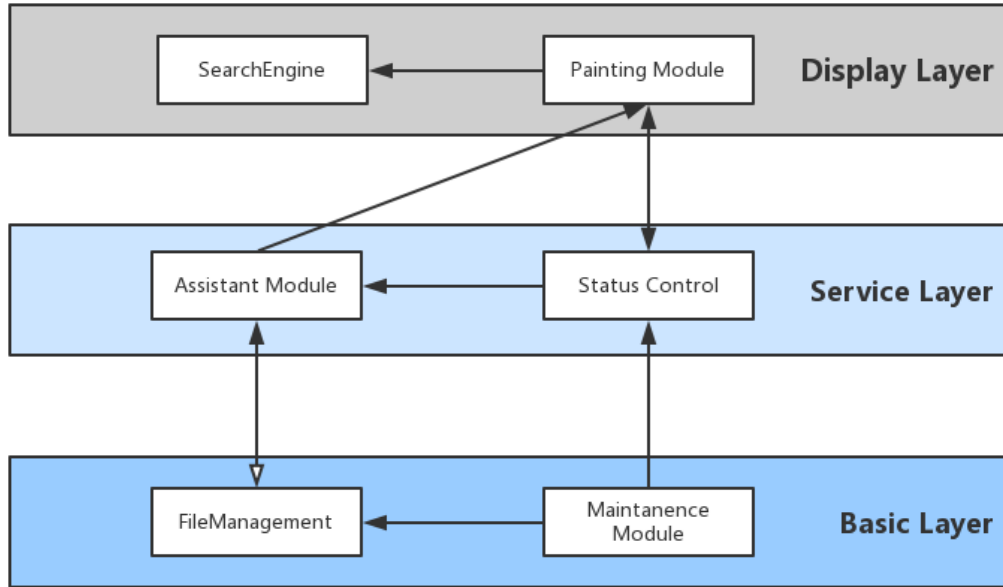 SearchEngine
Painting Module
Display Layer
Assistant Module
Status Control
Service Layer
FileManagement
Maintanence
Module
Basic Layer